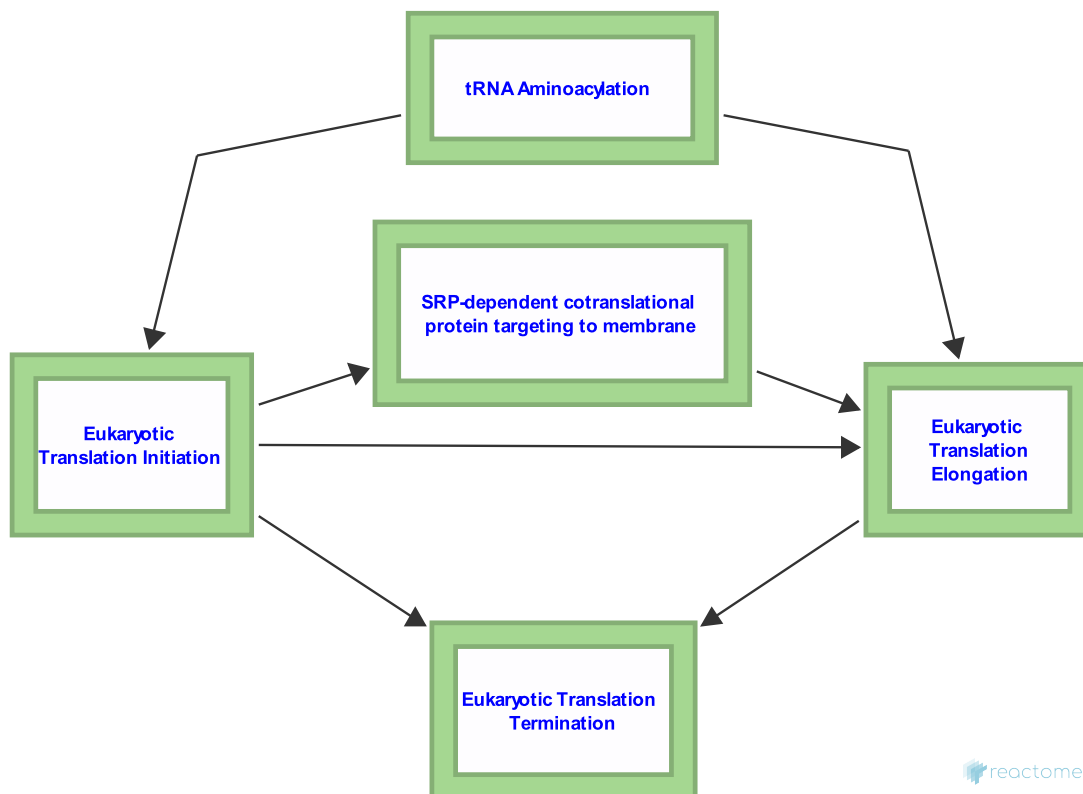 tRNA Aminoacylation
SRP-dependent cotranslational
protein targeting to membrane
Eukaryotic
Translation Initiation
Eukaryotic
Translation
Elongation
Eukaryotic Translation
Termination
reactome